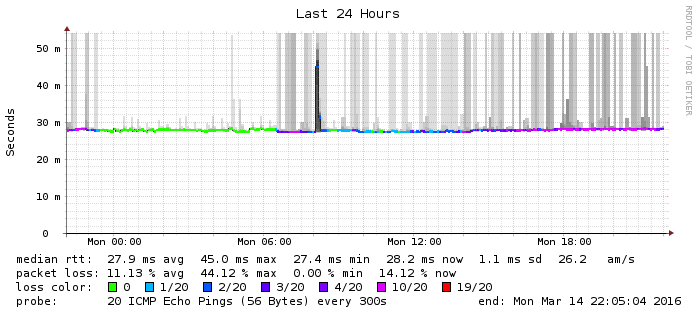 Last 24 Hours
RRDTOOL / TOBI OETIKER
Seconds
50 m
40 m
30 m
20 m
10 m
0
Mon 00:00 Mon 06:00 Mon 12:00 Mon 18:00
median rtt: 27.9 ms avg 45.0 ms max 27.4 ms min 28.2 ms now 1.1 ms sd 26.2 am/s
packet loss: 11.13 % avg 44.12 % max 0.00 % min 14.12 % now
loss color: 0 1/20 2/20 3/20 4/20 10/20 19/20
probe: 20 ICMP Echo Pings (56 Bytes) every 300s end: Mon Mar 14 22:05:04 2016